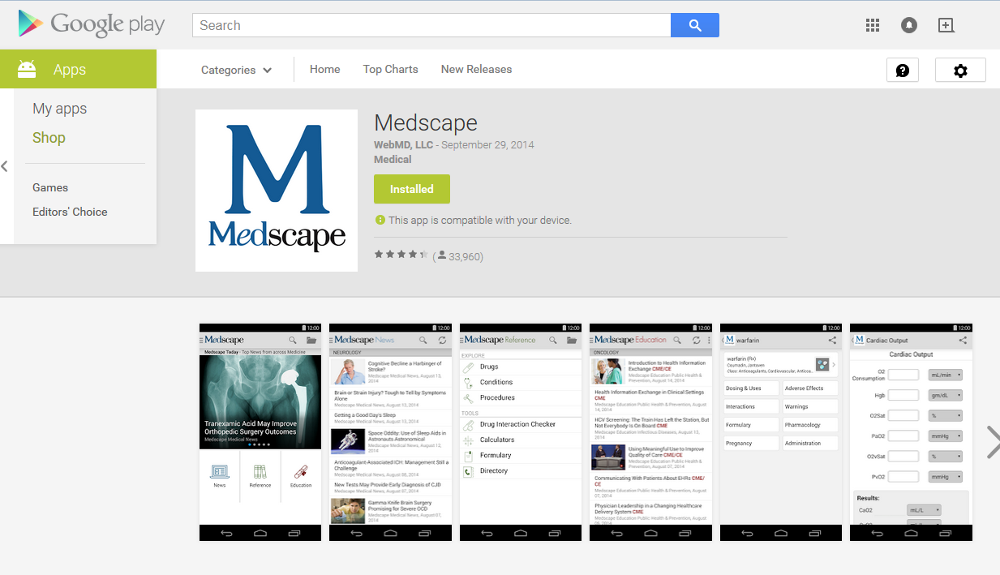 Google play
Search
Apps
Categories
Home
Top Charts
New Releases
My apps
Shop
Games
Editors' Choice
M
Medscape
Medscape
WebMD, LLC - September 29, 2014
Medical
Installed
This app is compatible with your device.
(33,960)
12:00
Medscape
Medscape Today - Top News from across Medicine
Tranexamic Acid May Improve
Orthopedic Surgery Outcomes
Medscape Medical News
News
Reference
Education
12:00
Medscape News
NEUROLOGY
Cognitive Decline a Harbinger of
Stroke?
Medscape Medical News, August 13,
2014
Brain or Strain Injury? Tough to Tell by Symptoms
Alone
Medscape Medical News, August 13, 2014
Getting a Good Day's Sleep
Medscape Medical News, August 13, 2014
Space Oddity: Use of Sleep Aids in
Astronauts Astronomical
Medscape Medical News, August 12,
2014
Anticoagulant-Associated ICH: Management Still a
Challenge
Medscape Medical News, August 08, 2014
New Tests May Provide Early Diagnosis of CJD
Medscape Medical News, August 07, 2014
Gamma Knife Brain Surgery
Promising for Severe OCD
Medscape Medical News, August 07,
2014
12:00
Medscape Reference
EXPLORE
Drugs
Conditions
Procedures
TOOLS
Drug Interaction Checker
Calculators
Formulary
Directory
12:00
Medscape Education
ONCOLOGY
Introduction to Health Information
Exchange CME/CE
Medscape Education Public Health &
Prevention, August 14, 2014
Health Information Exchange in Clinical Settings
CME
Medscape Education Public Health & Prevention, August
14, 2014
HCV Screening: The Train Has Left the Station, But
Not Everybody Is On Board CME
Medscape Education Infectious Diseases, August 13,
2014
Using Meaningful Use to Improve
Quality of Care CME/CE
Medscape Education Public Health &
Prevention, August 07, 2014
Communicating With Patients About EHRs CME/
CE
Medscape Education Public Health & Prevention, August
07, 2014
Physician Leadership in a Changing Healthcare
Delivery System CME
Medscape Education Public Health & Prevention, August
05, 2014
12:00
M
Medscape
warfarin
warfarin (Rx)
Coumadin, Jantoven
Class: Anticoagulants, Cardiovascular, Anticoa...
Dosing & Uses
Adverse Effects
Interactions
Warnings
Formulary
Pharmacology
Pregnancy
Administration
12:00
M
Medscape
Cardiac Output
Cardiac Output
O2
Consumption
mL/min
Hgb
gm/dL
O2Sat
%
PaO2
mmHg
O2vSat
%
PvO2
mmHg
Results:
CaO2
mL/L